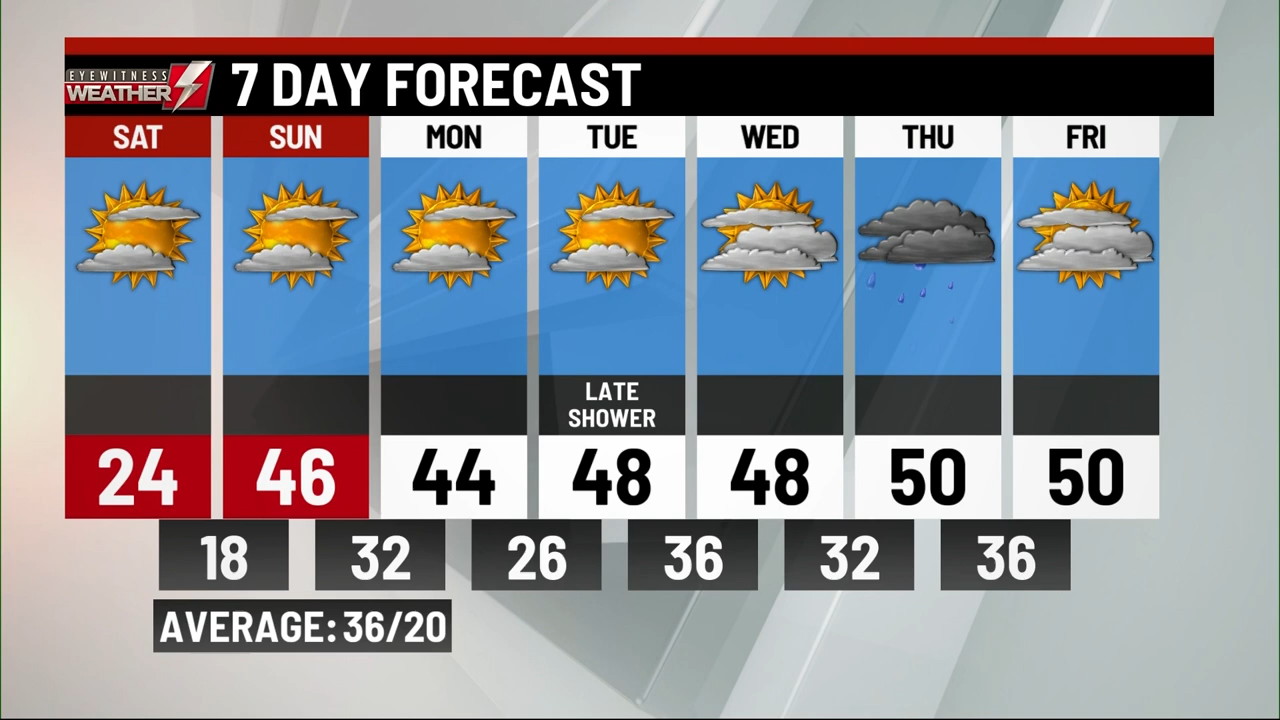 EYEWITNESS
WEATHER
7 DAY FORECAST
SAT SUN MON TUE WED THU FRI
LATE
SHOWER
24 46 44 48 48 50 50
18 32 26 36 32 36
AVERAGE: 36/20